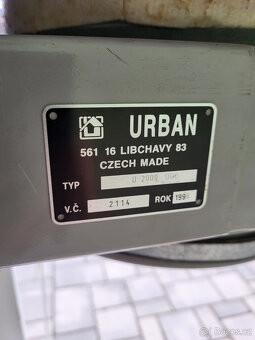 URBAN
561 16 LIBCHAVY 83
CZECH MADE
TYP U 2000
V.Č. 2114 ROK